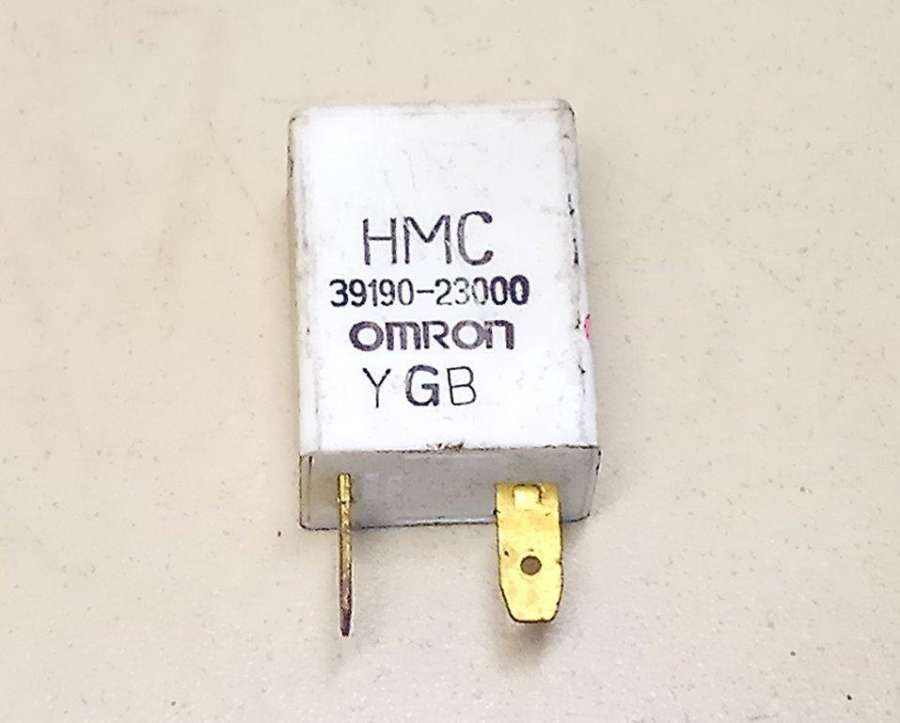 HMC
39190-23000
omron
YGB